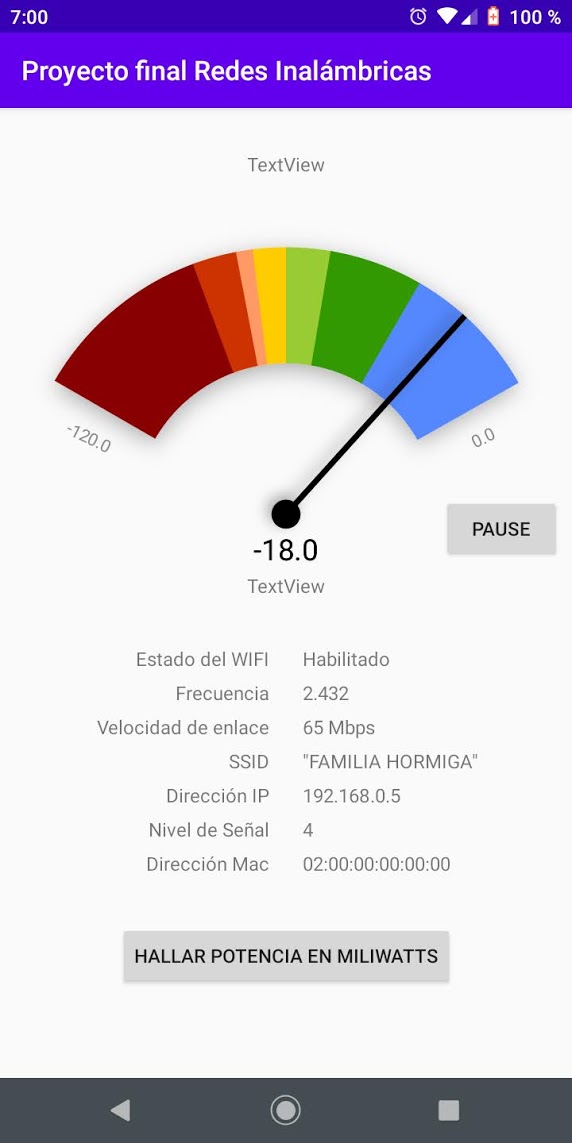 7:00
100 %
Proyecto final Redes Inalámbricas
TextView
-120.0
0.0
PAUSE
-18.0
TextView
Estado del WIFI Habilitado
Frecuencia 2.432
Velocidad de enlace 65 Mbps
SSID "FAMILIA HORMIGA"
Dirección IP 192.168.0.5
Nivel de Señal 4
Dirección Mac 02:00:00:00:00:00
HALLAR POTENCIA EN MILIWATTS